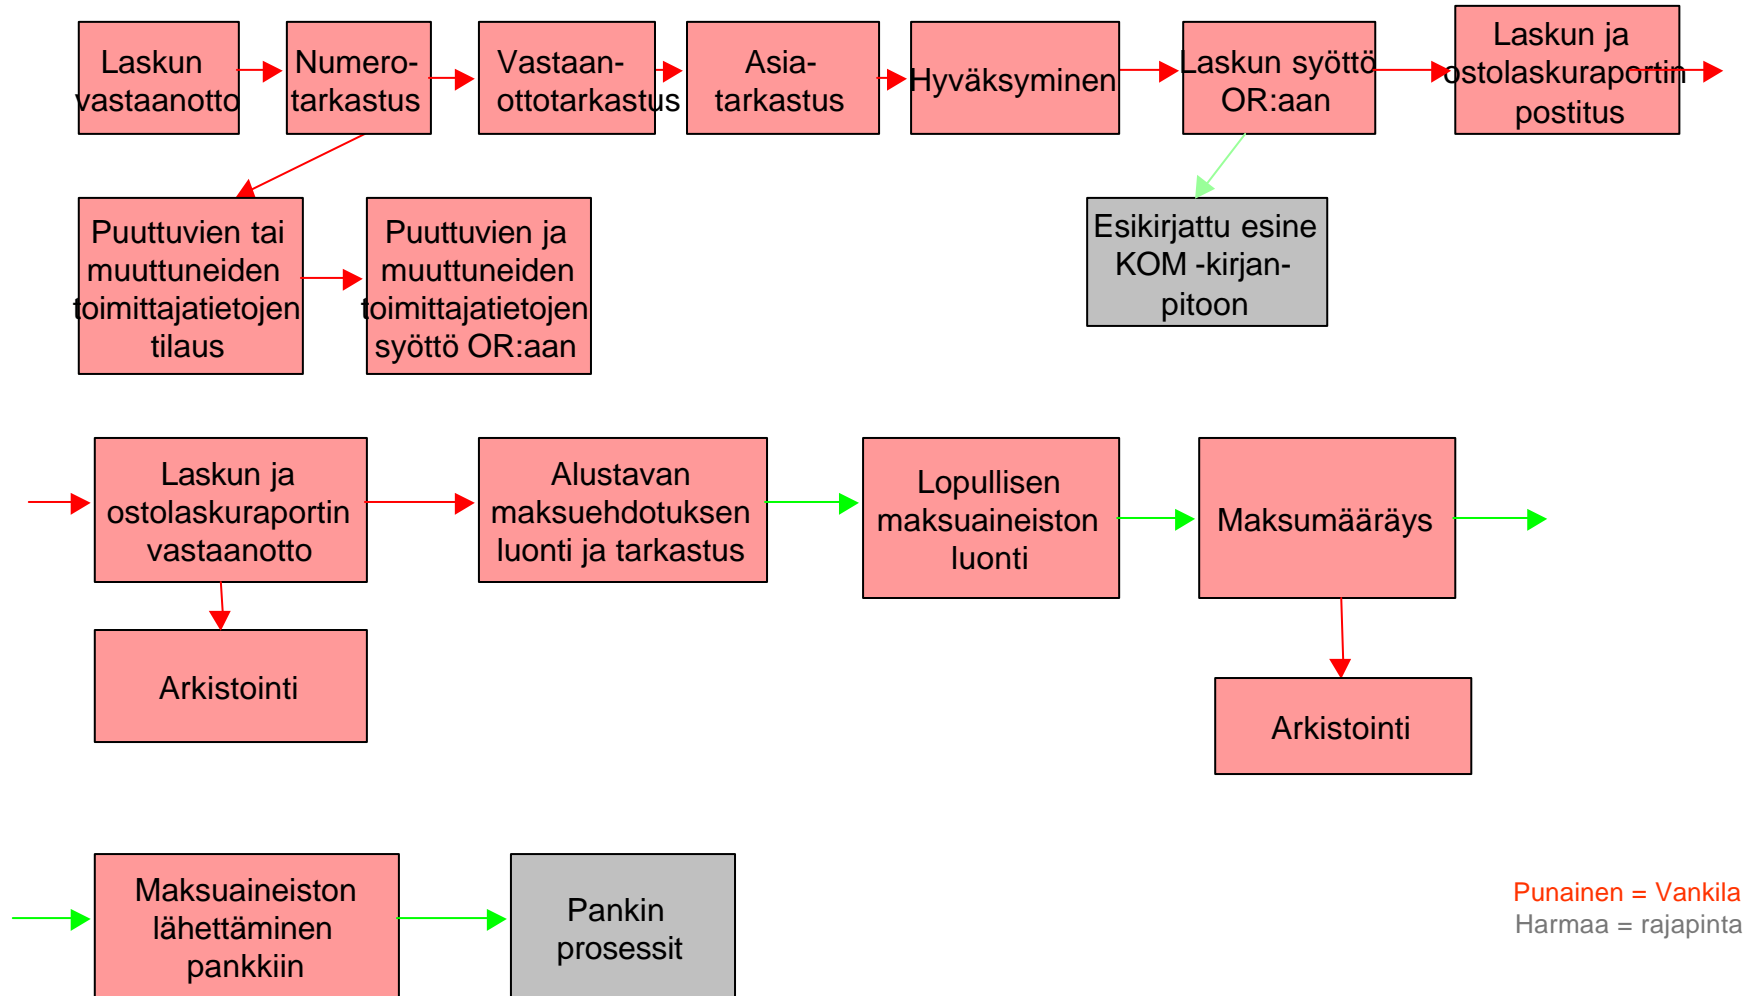 Laskun
vastaanotto
Numero-
tarkastus
Vastaan-
ottotarkastus
Asia-
tarkastus
Hyväksyminen
Laskun syöttö
OR:aan
Laskun ja
ostolaskuraportin
postitus
Puuttuvien tai
muuttuneiden
toimittajatietojen
tilaus
Puuttuvien ja
muuttuneiden
toimittajatietojen
syöttö OR:aan
Esikirjattu esine
KOM -kirjan-
pitoon
Laskun ja
ostolaskuraportin
vastaanotto
Alustavan
maksuehdotuksen
luonti ja tarkastus
Lopullisen
maksuaineiston
luonti
Maksumääräys
Arkistointi
Arkistointi
Maksuaineiston
lähettäminen
pankkiin
Pankin
prosessit
Punainen = Vankila
Harmaa = rajapinta